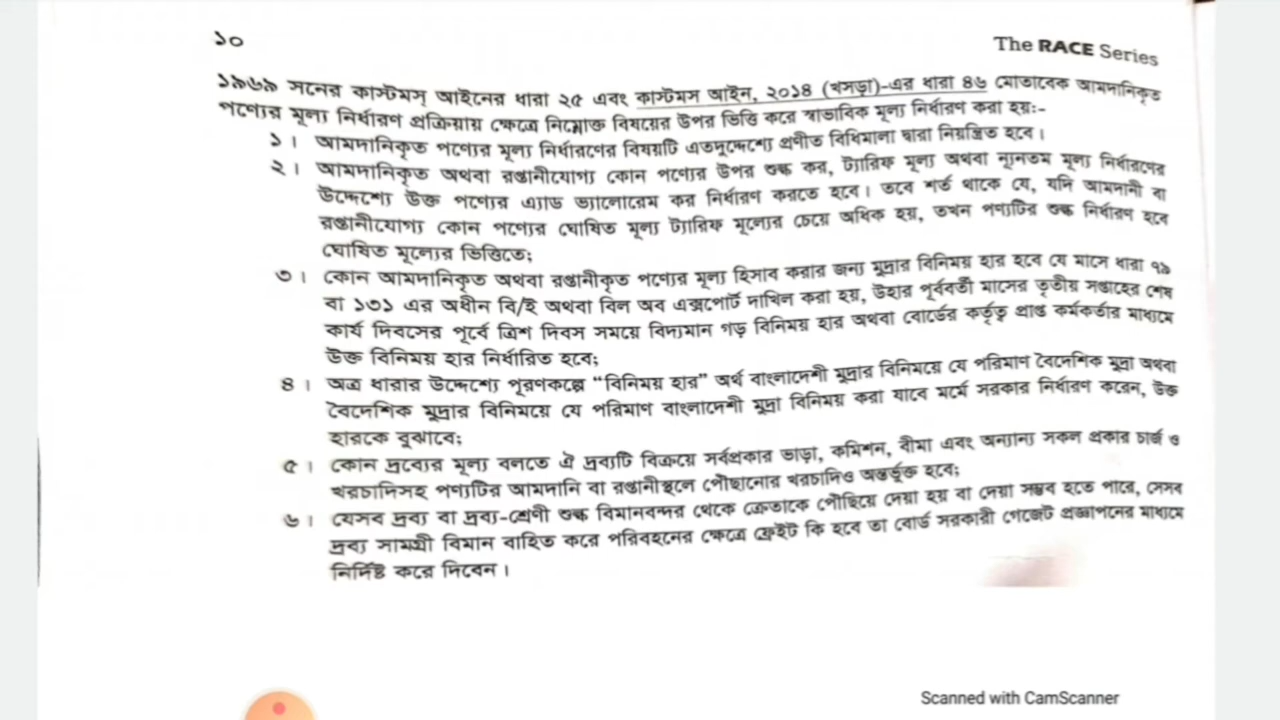 ১০
The RACE Series
১৯৬৯ সনের কাস্টমস্ আইনের ধারা ২৫ এবং কাস্টমস আইন, ২০১৪ (খসড়া)-এর ধারা ৪৬ মোতাবেক আমদানিকৃত
পণ্যের মূল্য নির্ধারণ প্রক্রিয়ায় ক্ষেত্রে নিম্নোক্ত বিষয়ের উপর ভিত্তি করে স্বাভাবিক মূল্য নির্ধারণ করা হয়:-
১। আমদানিকৃত পণ্যের মূল্য নির্ধারণের বিষয়টি এতদুদ্দেশ্যে প্রণীত বিধিমালা দ্বারা নিয়ন্ত্রিত হবে।
২। আমদানিকৃত অথবা রপ্তানীযোগ্য কোন পণ্যের উপর শুল্ক কর, ট্যারিফ মূল্য অথবা ন্যূনতম মূল্য নির্ধারণের
উদ্দেশ্যে উক্ত পণ্যের এ্যাড ভ্যালোরেম কর নির্ধারণ করতে হবে। তবে শর্ত থাকে যে, যদি আমদানী বা
রপ্তানীযোগ্য কোন পণ্যের ঘোষিত মূল্য ট্যারিফ মূল্যের চেয়ে অধিক হয়, তখন পণ্যটির শুল্ক নির্ধারণ হবে
ঘোষিত মূল্যের ভিত্তিতে;
৩। কোন আমদানিকৃত অথবা রপ্তানীকৃত পণ্যের মূল্য হিসাব করার জন্য মুদ্রার বিনিময় হার হবে যে মাসে ধারা ৭৯
বা ১৩১ এর অধীন বি/ই অথবা বিল অব এক্সপোর্ট দাখিল করা হয়, উহার পূর্ববর্তী মাসের তৃতীয় সপ্তাহের শেষ
কার্য দিবসের পূর্বে ত্রিশ দিবস সময়ে বিদ্যমান গড় বিনিময় হার অথবা বোর্ডের কর্তৃত্ব প্রাপ্ত কর্মকর্তার মাধ্যমে
উক্ত বিনিময় হার নির্ধারিত হবে;
৪। অত্র ধারার উদ্দেশ্যে পূরণকল্পে “বিনিময় হার” অর্থ বাংলাদেশী মুদ্রার বিনিময়ে যে পরিমাণ বৈদেশিক মুদ্রা অথবা
বৈদেশিক মুদ্রার বিনিময়ে যে পরিমাণ বাংলাদেশী মুদ্রা বিনিময় করা যাবে মর্মে সরকার নির্ধারণ করেন, উক্ত
হারকে বুঝাবে;
৫। কোন দ্রব্যের মূল্য বলতে ঐ দ্রব্যটি বিক্রয়ে সর্বপ্রকার ভাড়া, কমিশন, বীমা এবং অন্যান্য সকল প্রকার চার্জ ও
খরচাদিসহ পণ্যটির আমদানি বা রপ্তানীস্থলে পৌছানোর খরচাদিও অন্তর্ভুক্ত হবে;
৬। যেসব দ্রব্য বা দ্রব্য-শ্রেণী শুল্ক বিমানবন্দর থেকে ক্রেতাকে পৌছিয়ে দেয়া হয় বা দেয়া সম্ভব হতে পারে, সেসব
দ্রব্য সামগ্রী বিমান বাহিত করে পরিবহনের ক্ষেত্রে ফ্রেইট কি হবে তা বোর্ড সরকারী গেজেট প্রজ্ঞাপনের মাধ্যমে
নির্দিষ্ট করে দিবেন।
Scanned with CamScanner